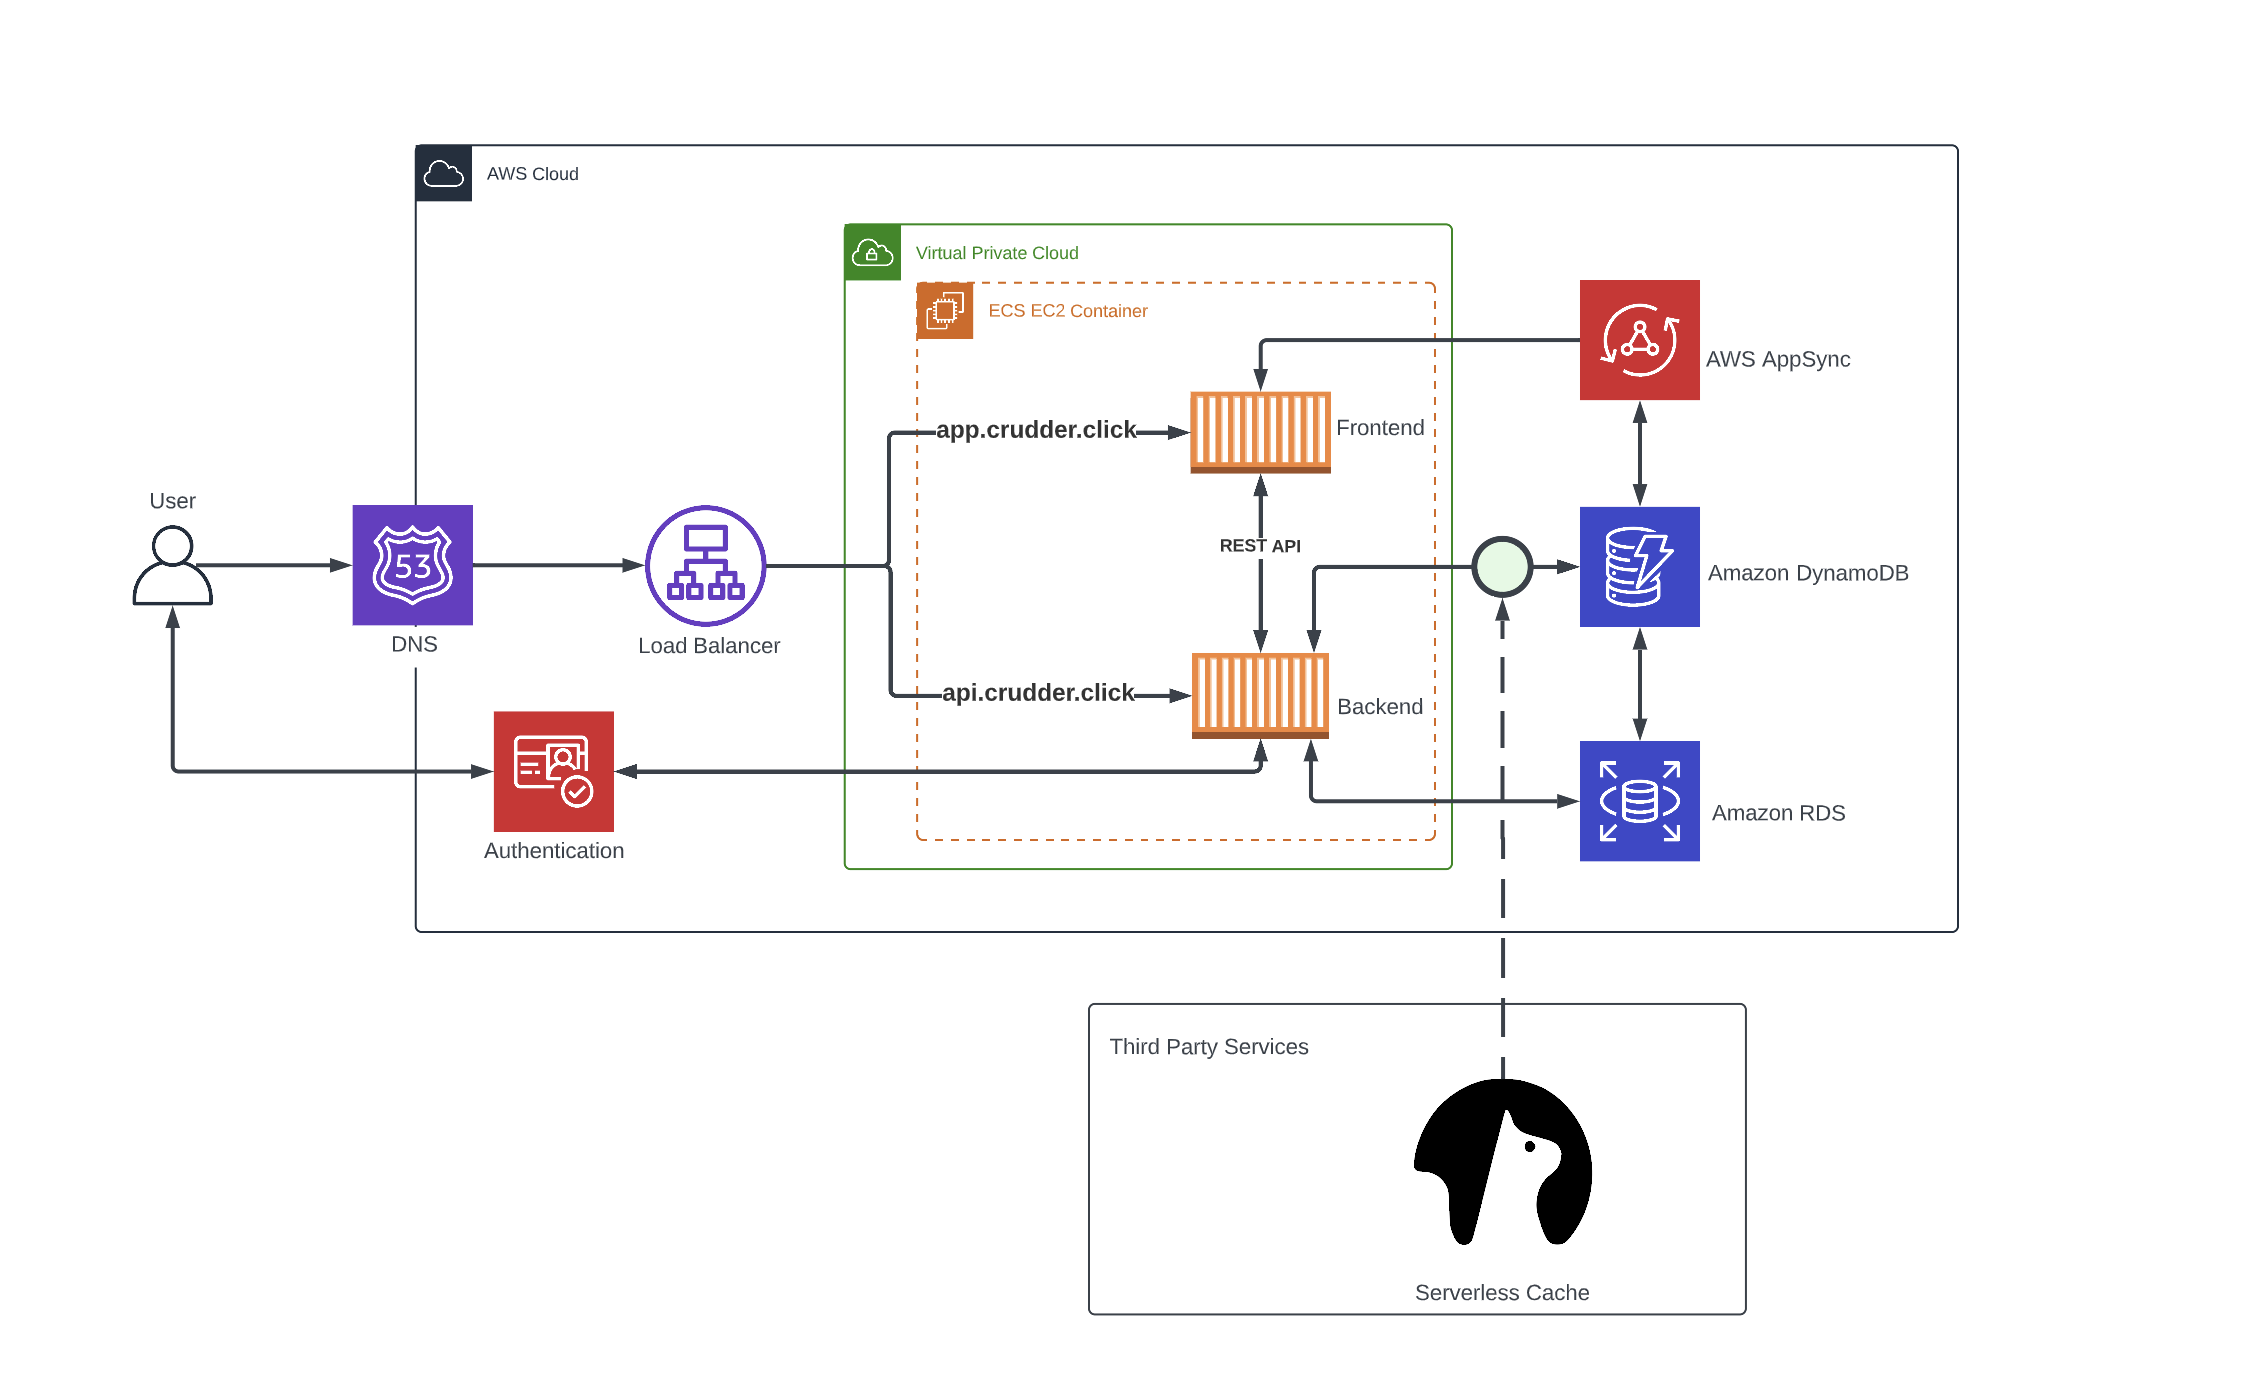 AWS Cloud
Virtual Private Cloud
ECS EC2 Container
AWS AppSync
app.crudder.click
Frontend
User
53
REST API
Amazon DynamoDB
DNS
Load Balancer
api.crudder.click
Backend
Amazon RDS
Authentication
Third Party Services
Serverless Cache